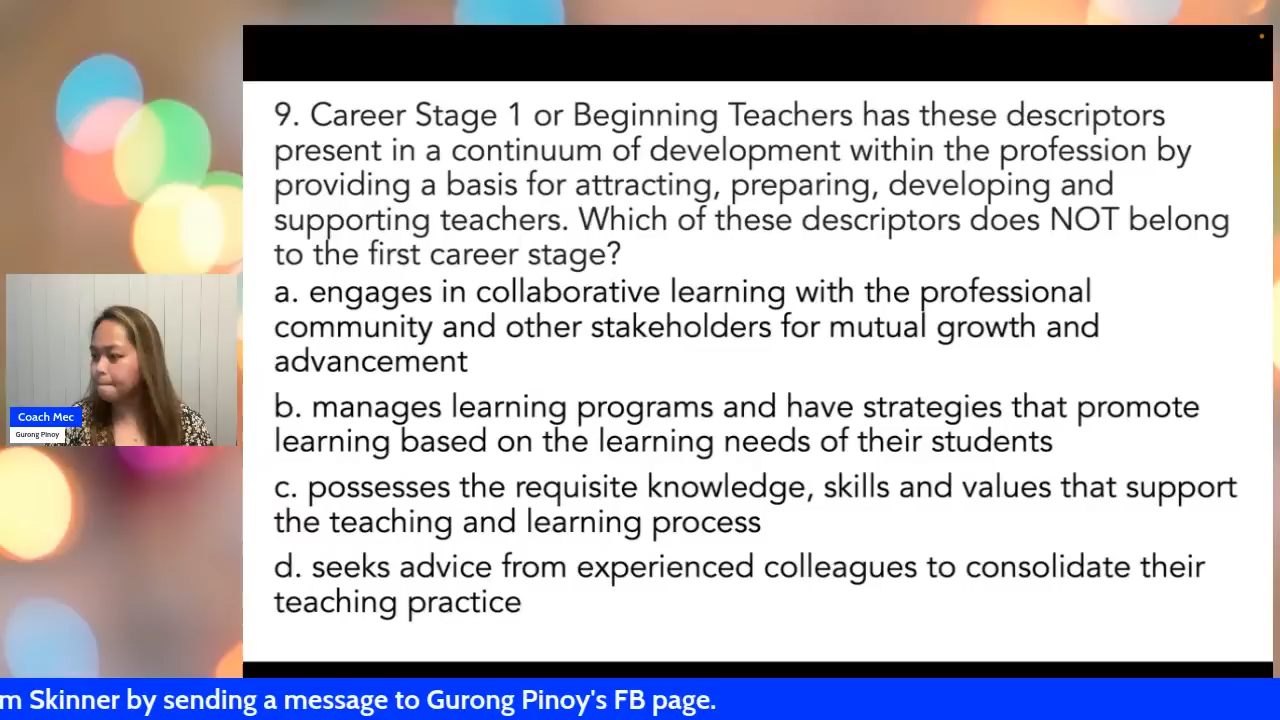 9. Career Stage 1 or Beginning Teachers has these descriptors
present in a continuum of development within the profession by
providing a basis for attracting, preparing, developing and
supporting teachers. Which of these descriptors does NOT belong
to the first career stage?
a. engages in collaborative learning with the professional
community and other stakeholders for mutual growth and
advancement
b. manages learning programs and have strategies that promote
learning based on the learning needs of their students
c. possesses the requisite knowledge, skills and values that support
the teaching and learning process
d. seeks advice from experienced colleagues to consolidate their
teaching practice
Coach Mec
Gurong Pinoy
m Skinner by sending a message to Gurong Pinoy's FB page.